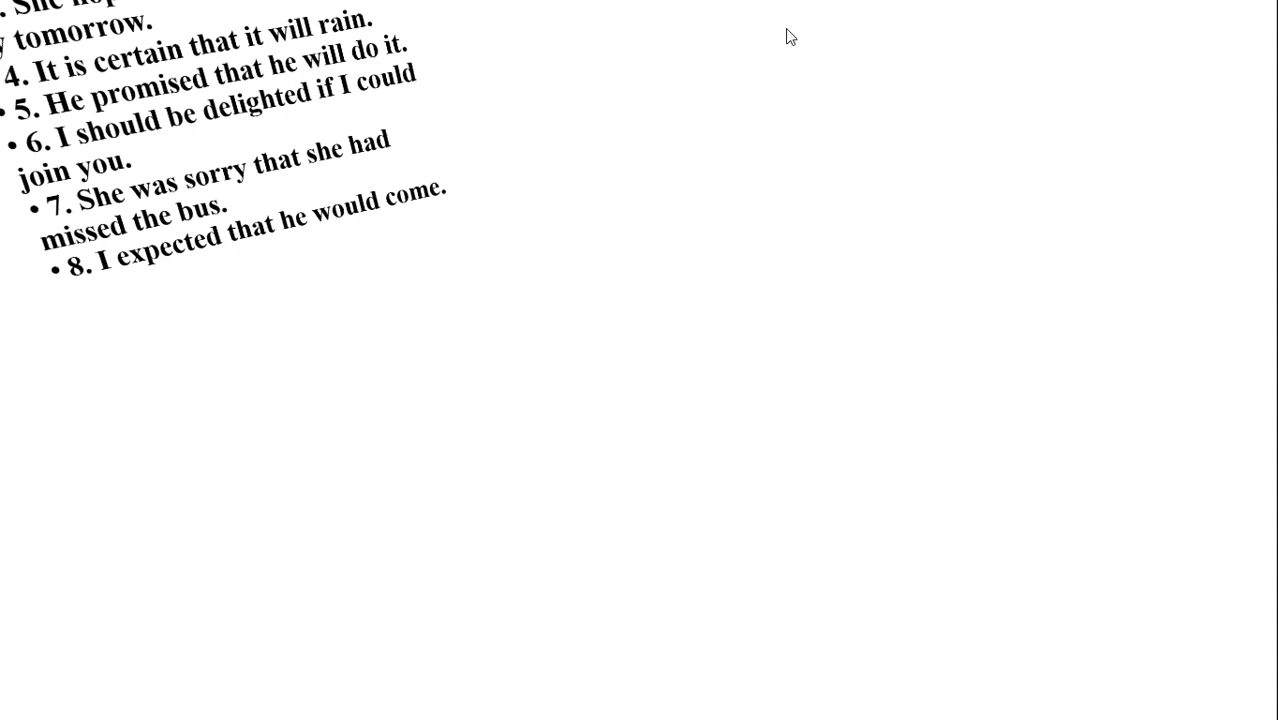 . She
tomorrow.
4. It is certain that it will rain.
• 5. He promised that he will do it.
• 6. I should be delighted if I could
join you.
• 7. She was sorry that she had
missed the bus.
• 8. I expected that he would come.